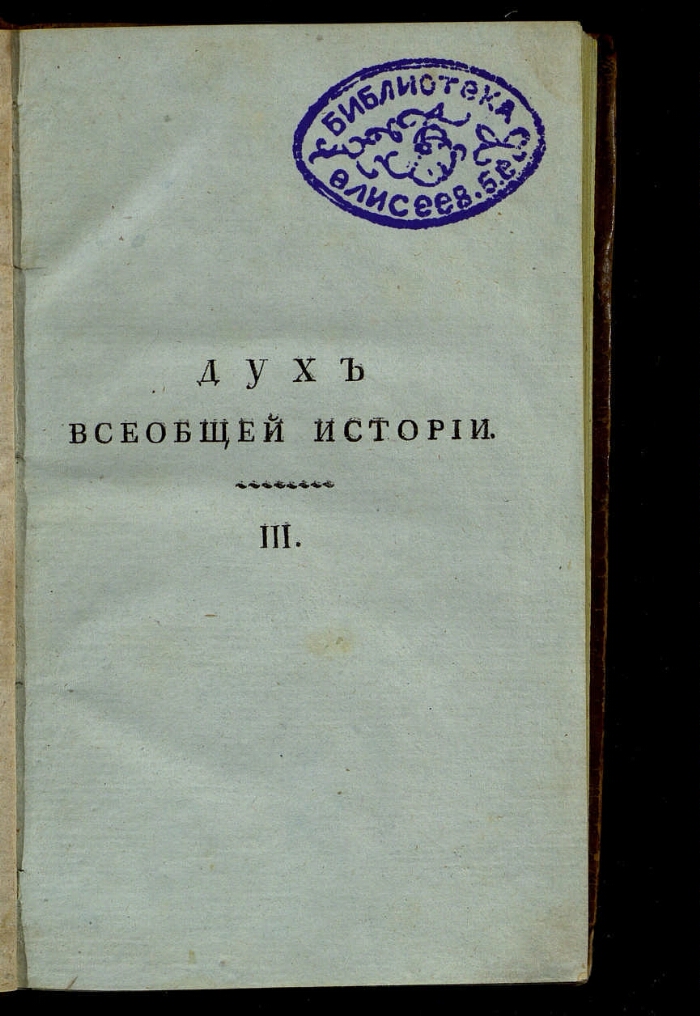 БИБЛИОТЕКА
ЕЛИСЕЕВ. Б.С.
ДУХЪ
ВСЕОБЩЕЙ ИСТОРІИ.
III.